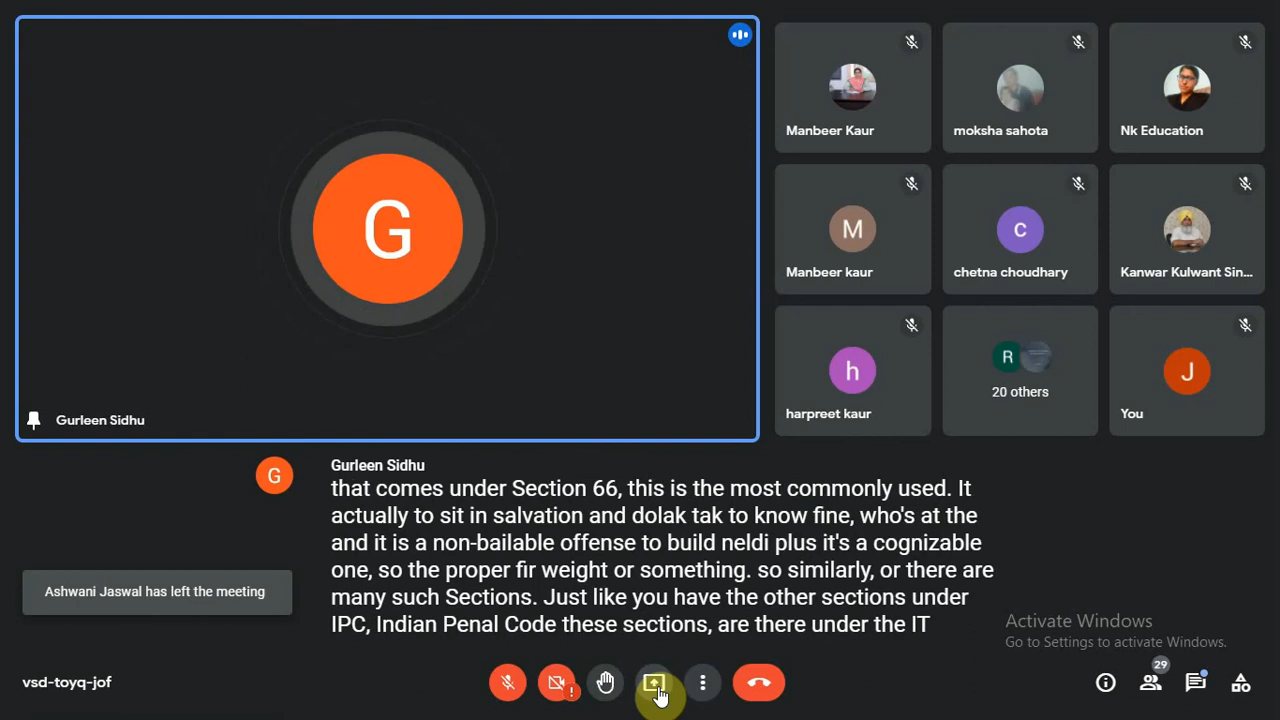 G
Gurleen Sidhu
Manbeer Kaur
moksha sahota
Nk Education
M
Manbeer kaur
c
chetna choudhary
Kanwar Kulwant Sin...
h
harpreet kaur
R
20 others
J
You
G
Gurleen Sidhu
that comes under Section 66, this is the most commonly used. It
actually to sit in salvation and dolak tak to know fine, who's at the
and it is a non-bailable offense to build neldi plus it's a cognizable
one, so the proper fir weight or something. so similarly, or there are
many such Sections. Just like you have the other sections under
IPC, Indian Penal Code these sections, are there under the IT
Ashwani Jaswal has left the meeting
Activate Windows
Go to Settings to activate Windows.
vsd-toyq-jof
!
29